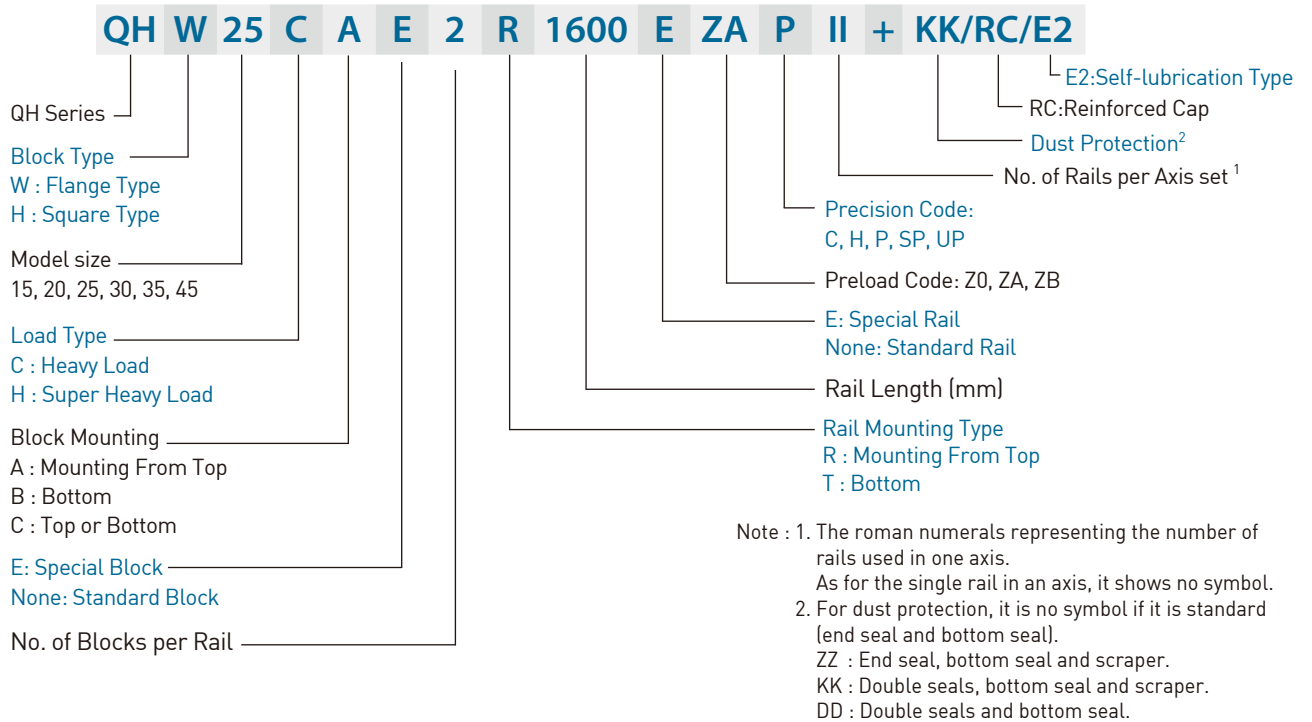 QH W 25 C A E 2 R 1600 E ZA P II + KK/RC/E2
QH Series
Block Type
W : Flange Type
H : Square Type
Model size
15, 20, 25, 30, 35, 45
Load Type
C : Heavy Load
H : Super Heavy Load
Block Mounting
A : Mounting From Top
B : Bottom
C : Top or Bottom
E: Special Block
None: Standard Block
No. of Blocks per Rail
E2:Self-lubrication Type
RC:Reinforced Cap
Dust Protection²
No. of Rails per Axis set ¹
Precision Code:
C, H, P, SP, UP
Preload Code: Z0, ZA, ZB
E: Special Rail
None: Standard Rail
Rail Length (mm)
Rail Mounting Type
R : Mounting From Top
T : Bottom
Note : 1. The roman numerals representing the number of
rails used in one axis.
As for the single rail in an axis, it shows no symbol.
2. For dust protection, it is no symbol if it is standard
(end seal and bottom seal).
ZZ : End seal, bottom seal and scraper.
KK : Double seals, bottom seal and scraper.
DD : Double seals and bottom seal.